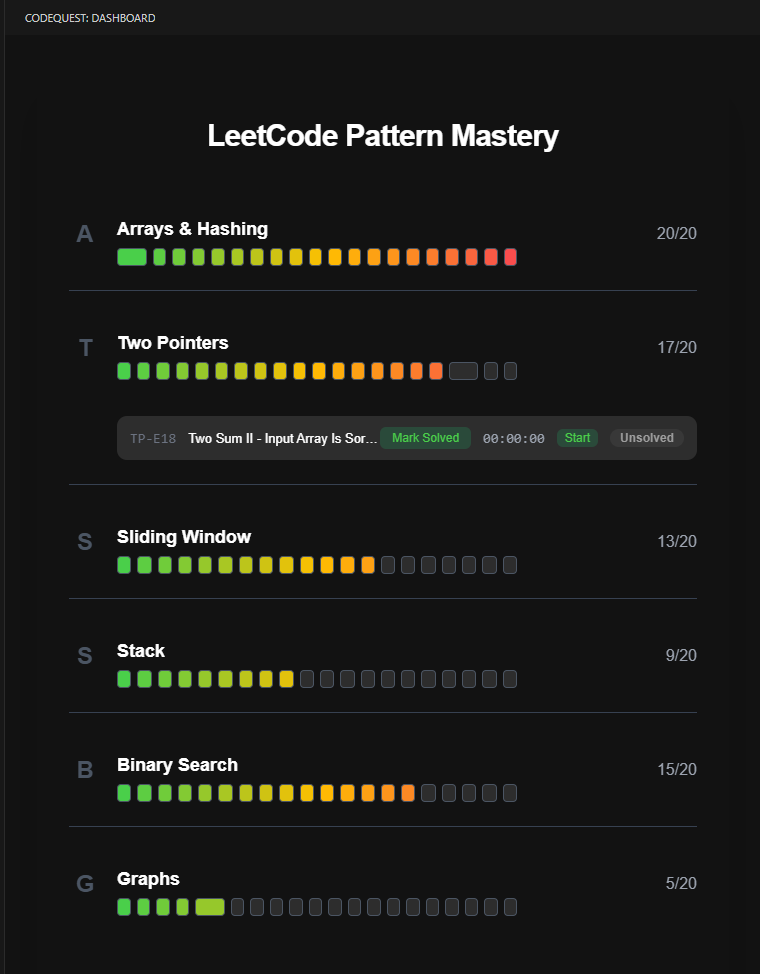 CODEQUEST: DASHBOARD
LeetCode Pattern Mastery
A Arrays & Hashing 20/20
T Two Pointers 17/20
TP-E18 Two Sum II - Input Array Is Sor... Mark Solved 00:00:00 Start Unsolved
S Sliding Window 13/20
S Stack 9/20
B Binary Search 15/20
G Graphs 5/20